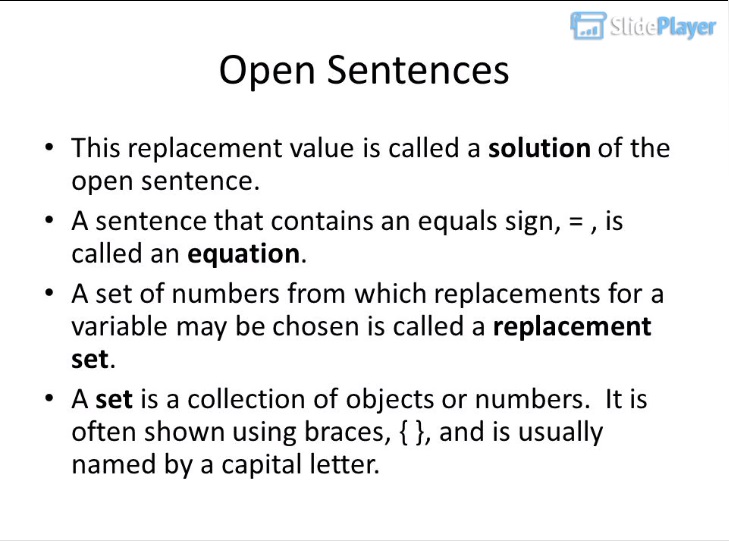 SlidePlayer
Open Sentences
• This replacement value is called a solution of the
open sentence.
• A sentence that contains an equals sign, = , is
called an equation.
• A set of numbers from which replacements for a
variable may be chosen is called a replacement
set.
• A set is a collection of objects or numbers.  It is
often shown using braces, { }, and is usually
named by a capital letter.